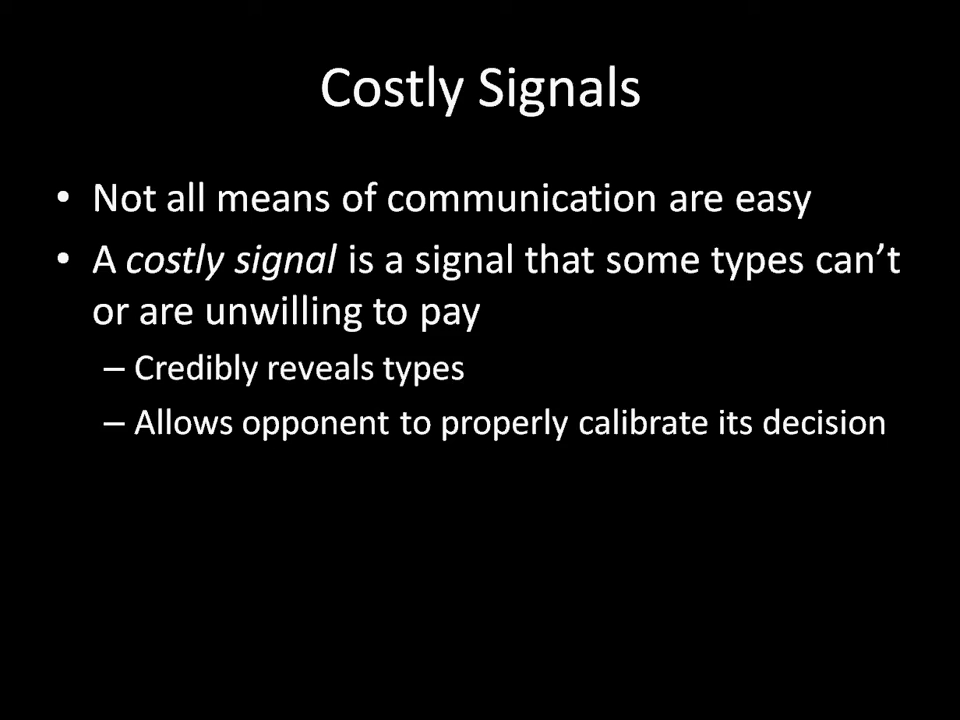 Costly Signals
• Not all means of communication are easy
• A costly signal is a signal that some types can’t
or are unwilling to pay
– Credibly reveals types
– Allows opponent to properly calibrate its decision